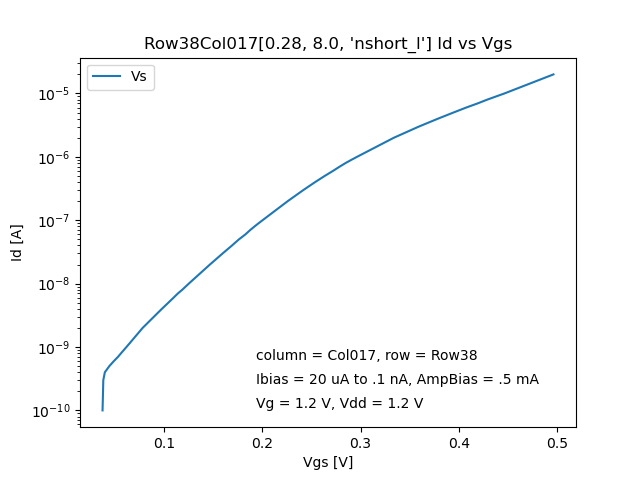 Row38Col017[0.28, 8.0, 'nshort_l'] Id vs Vgs
Vs
10⁻⁵
10⁻⁶
10⁻⁷
10⁻⁸
10⁻⁹
10⁻¹⁰
Id [A]
column = Col017, row = Row38
Ibias = 20 uA to .1 nA, AmpBias = .5 mA
Vg = 1.2 V, Vdd = 1.2 V
0.1 0.2 0.3 0.4 0.5
Vgs [V]